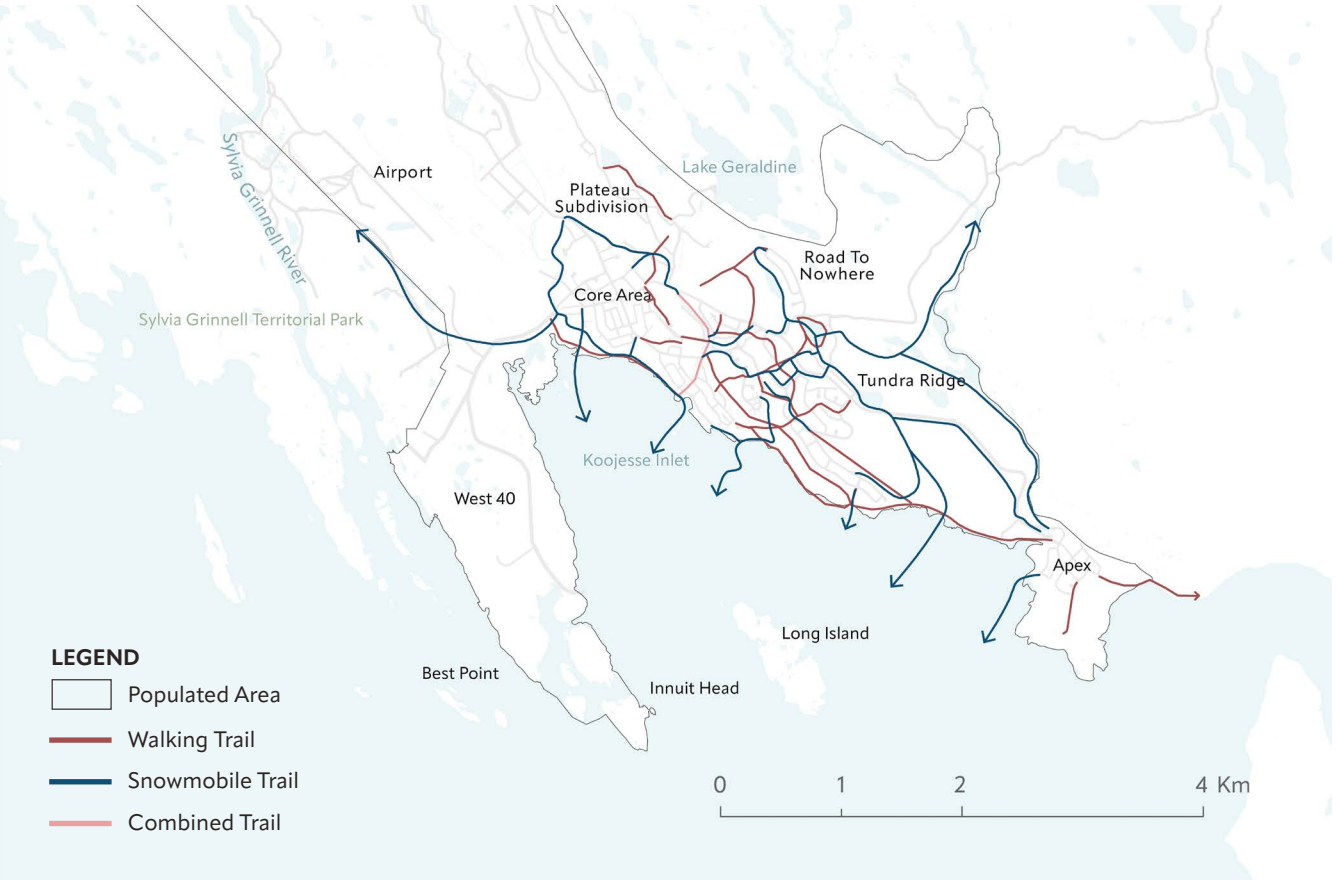 Sylvia Grinnell River
Airport
Lake Geraldine
Plateau
Subdivision
Road To
Nowhere
Core Area
Sylvia Grinnell Territorial Park
Tundra Ridge
Koojesse Inlet
West 40
Apex
Long Island
Best Point
Innuit Head
LEGEND
Populated Area
Walking Trail
Snowmobile Trail
Combined Trail
0 1 2 4 Km